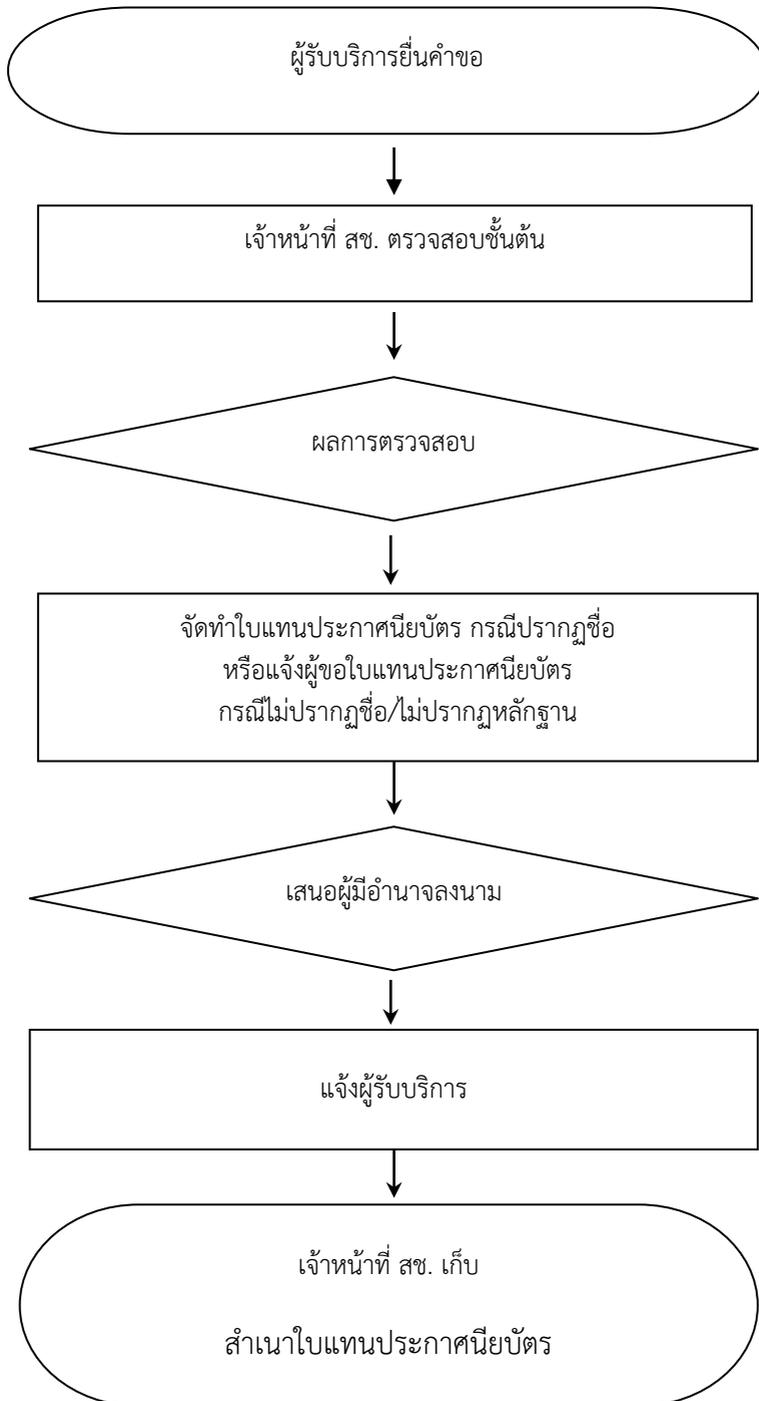 ผู้รับบริการยื่นคำขอ
เจ้าหน้าที่ สช. ตรวจสอบชั้นต้น
ผลการตรวจสอบ
จัดทำใบแทนประกาศนียบัตร กรณีปรากฏชื่อ
หรือแจ้งผู้ขอใบแทนประกาศนียบัตร
กรณีไม่ปรากฏชื่อ/ไม่ปรากฏหลักฐาน
เสนอผู้มีอำนาจลงนาม
แจ้งผู้รับบริการ
เจ้าหน้าที่ สช. เก็บ
สำเนาใบแทนประกาศนียบัตร